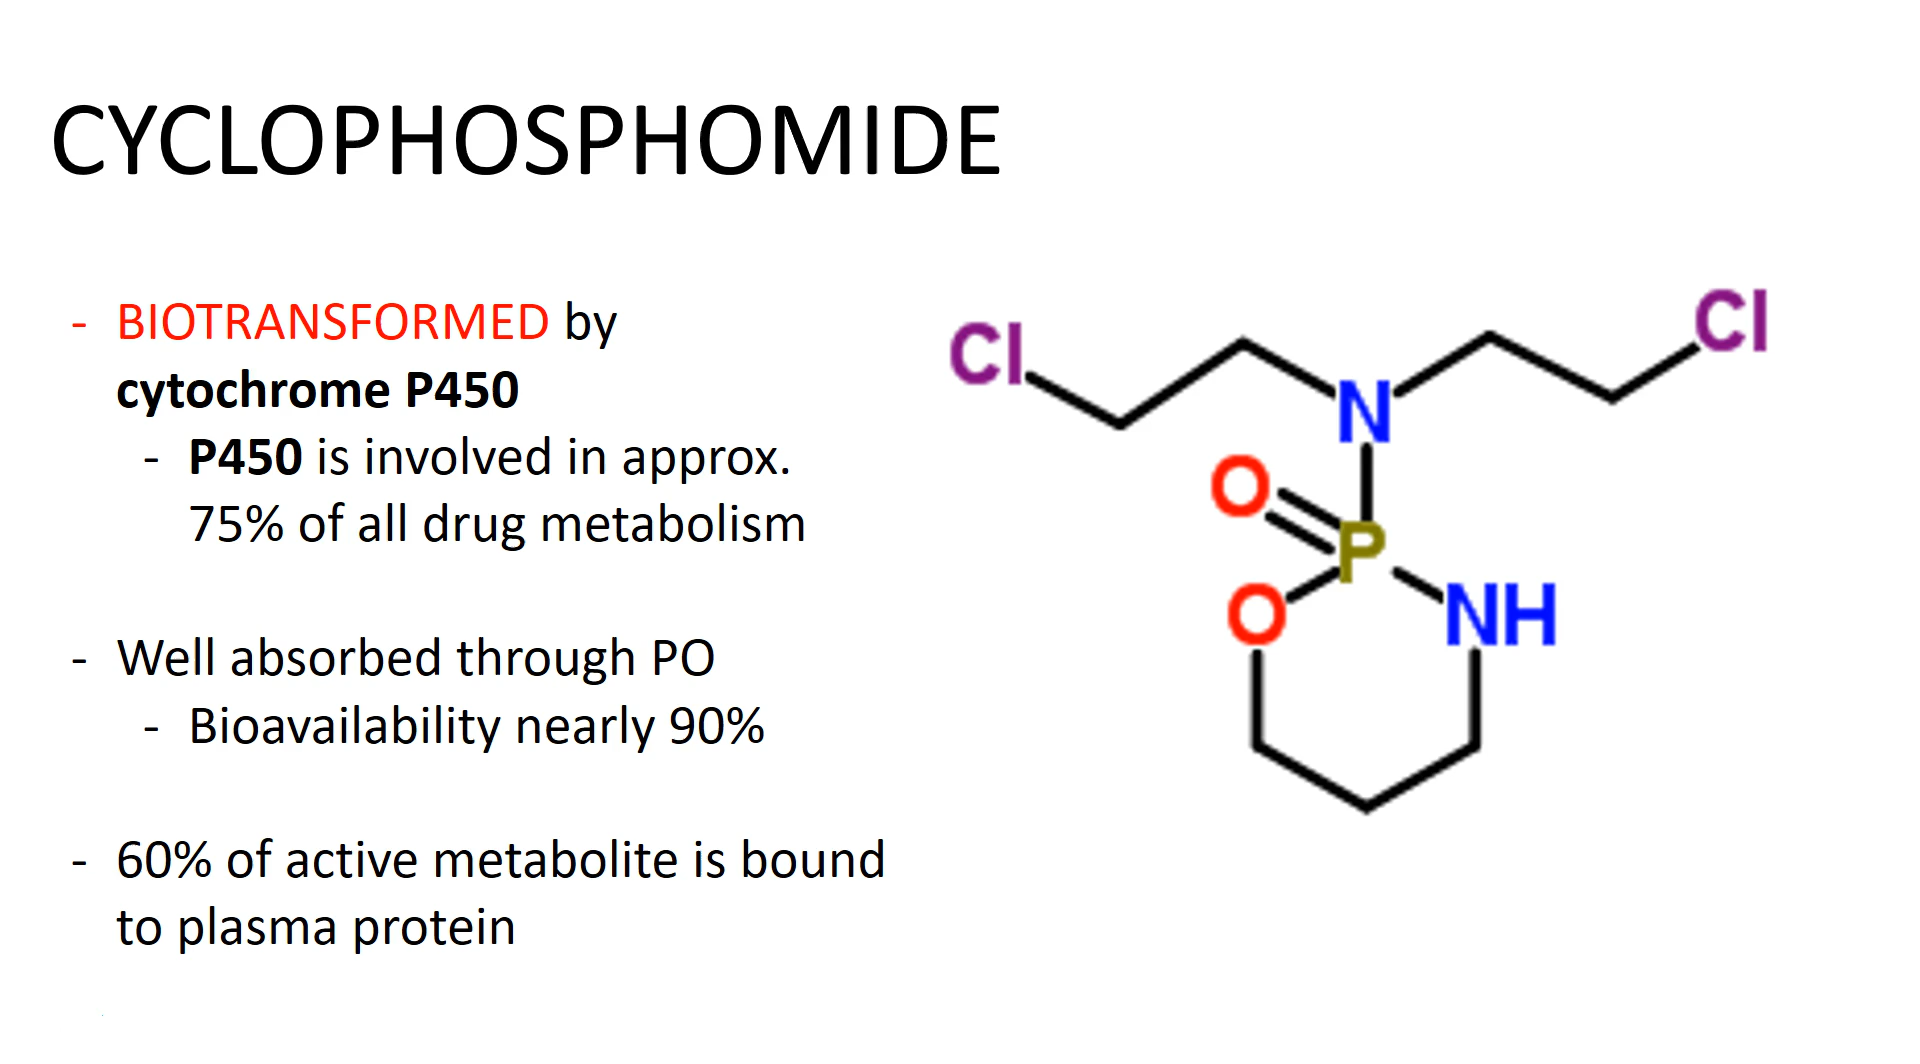 CYCLOPHOSPHOMIDE
- BIOTRANSFORMED by
cytochrome P450
- P450 is involved in approx.
75% of all drug metabolism
- Well absorbed through PO
- Bioavailability nearly 90%
- 60% of active metabolite is bound
to plasma protein
Cl
Cl
N
O
P
O
NH